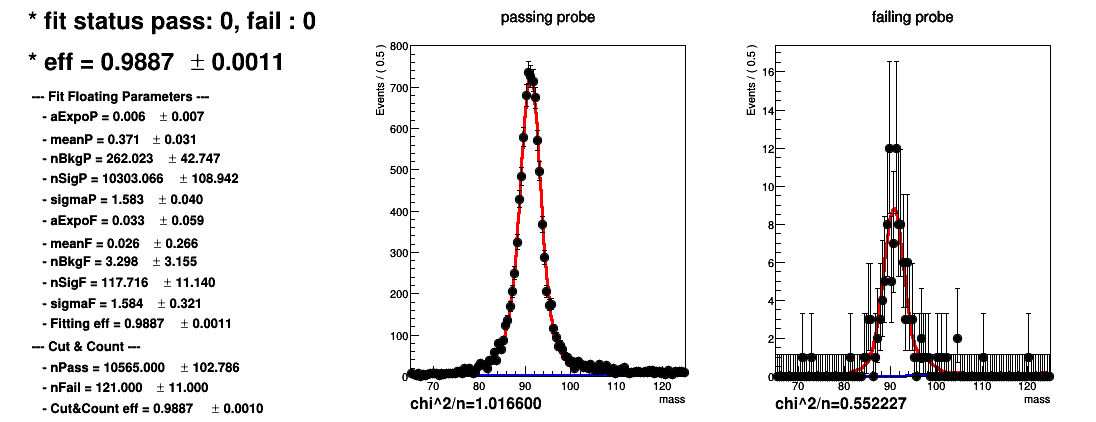 * fit status pass: 0, fail : 0
* eff = 0.9887 ± 0.0011
--- Fit Floating Parameters ---
- aExpoP = 0.006 ± 0.007
- meanP = 0.371 ± 0.031
- nBkgP = 262.023 ± 42.747
- nSigP = 10303.066 ± 108.942
- sigmaP = 1.583 ± 0.040
- aExpoF = 0.033 ± 0.059
- meanF = 0.026 ± 0.266
- nBkgF = 3.298 ± 3.155
- nSigF = 117.716 ± 11.140
- sigmaF = 1.584 ± 0.321
- Fitting eff = 0.9887 ± 0.0011
--- Cut & Count ---
- nPass = 10565.000 ± 102.786
- nFail = 121.000 ± 11.000
- Cut&Count eff = 0.9887 ± 0.0010
passing probe
Events / ( 0.5 )
800
700
600
500
400
300
200
100
0
70 80 90 100 110 120
mass
chi^2/n=1.016600
failing probe
Events / ( 0.5 )
16
14
12
10
8
6
4
2
0
70 80 90 100 110 120
mass
chi^2/n=0.552227